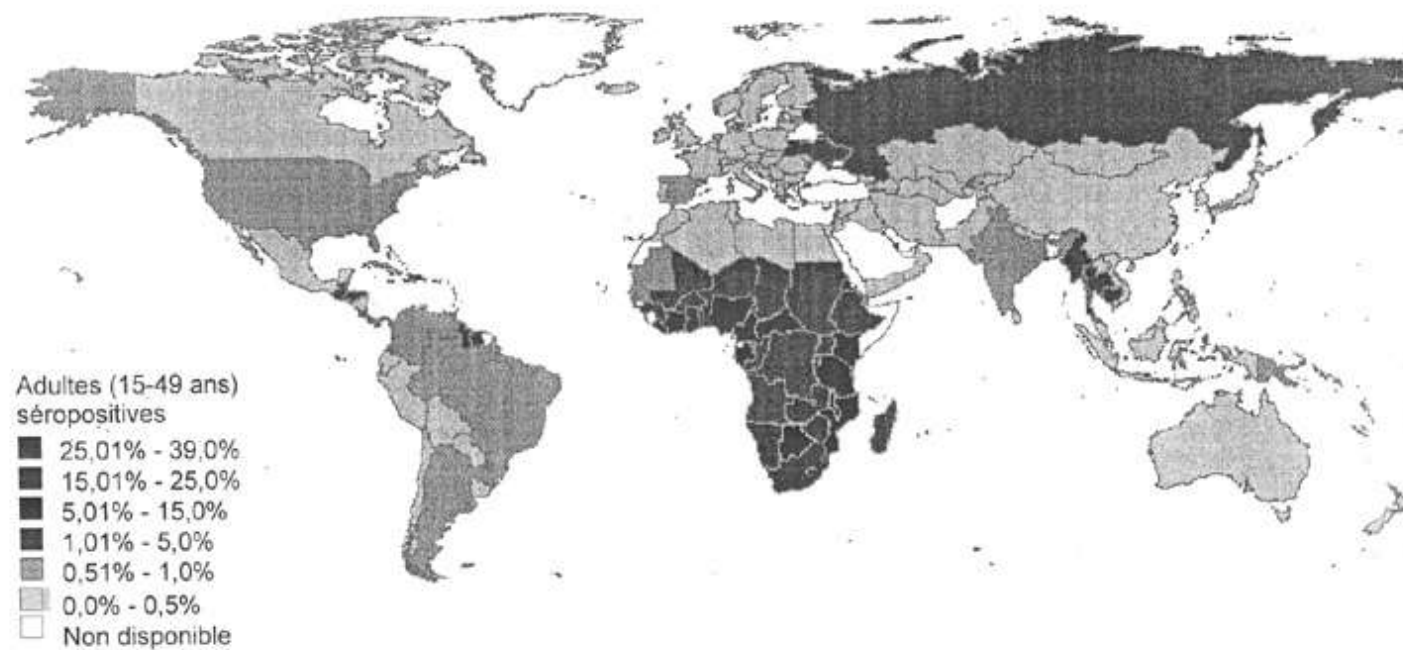 Adultes (15-49 ans)
séropositives
25,01% - 39,0%
15,01% - 25,0%
5,01% - 15,0%
1,01% - 5,0%
0,51% - 1,0%
0,0% - 0,5%
Non disponible